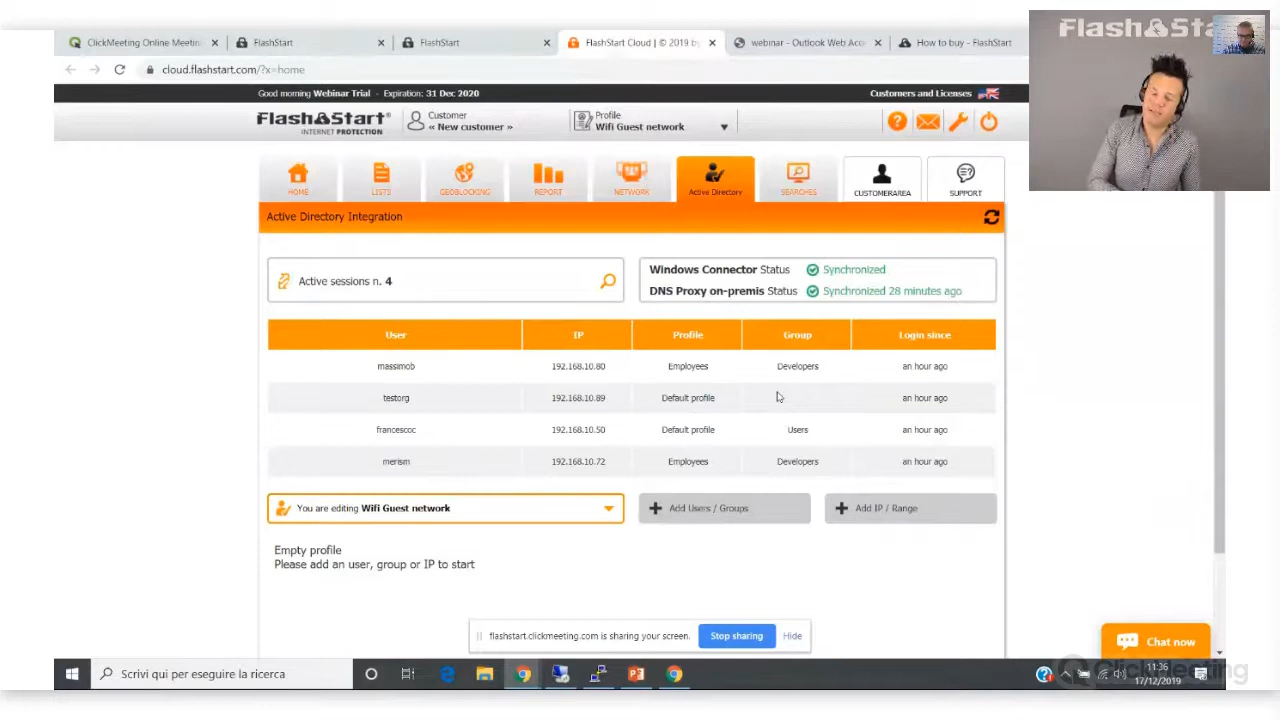 ClickMeeting Online Meetin
FlashStart
FlashStart
FlashStart Cloud | © 2019 by
webinar - Outlook Web Acc
How to buy - FlashStart
cloud.flashstart.com/?x=home
Good morning Webinar Trial - Expiration: 31 Dec 2020
Customers and Licenses
Flash Start®
INTERNET PROTECTION
Customer
« New customer »
Profile
Wifi Guest network
HOME
LISTS
GEOBLOCKING
REPORT
NETWORK
Active Directory
SEARCHES
CUSTOMERAREA
SUPPORT
Active Directory Integration
Active sessions n. 4
Windows Connector Status Synchronized
DNS Proxy on-premis Status Synchronized 28 minutes ago
User IP Profile Group Login since
massimob 192.168.10.80 Employees Developers an hour ago
testorg 192.168.10.89 Default profile an hour ago
francescoc 192.168.10.50 Default profile Users an hour ago
merism 192.168.10.72 Employees Developers an hour ago
You are editing Wifi Guest network
Add Users / Groups
Add IP / Range
Empty profile
Please add an user, group or IP to start
flashstart.clickmeeting.com is sharing your screen.
Stop sharing
Hide
Chat now
Scrivi qui per eseguire la ricerca
11:36
17/12/2019
ClickMeeting
Flash Sta